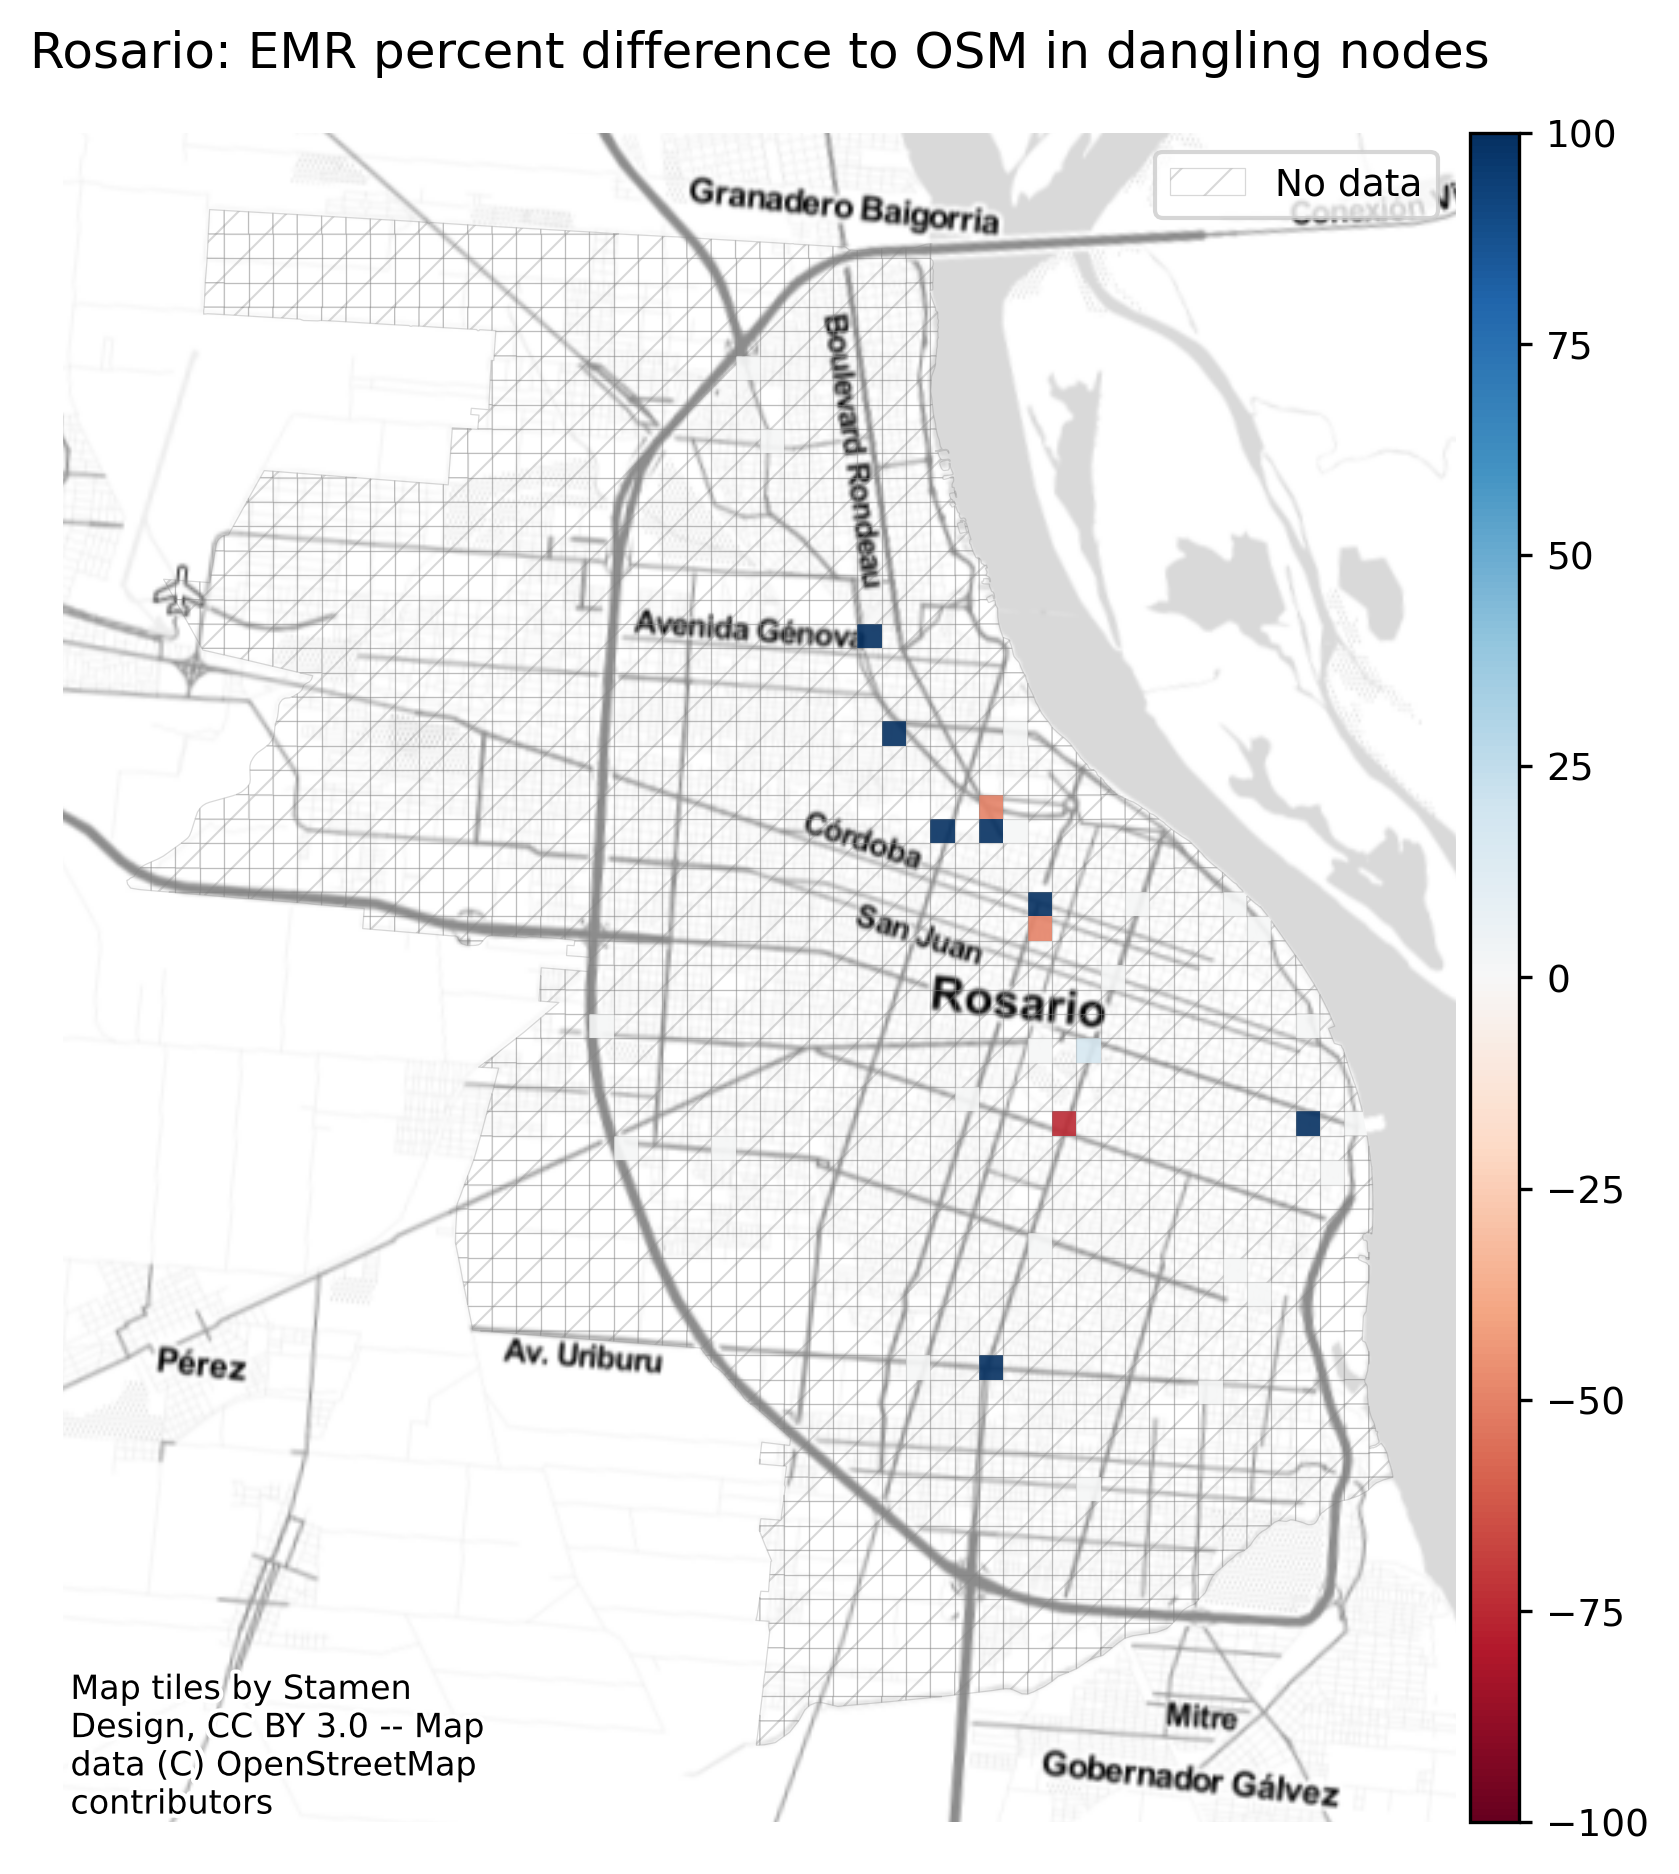 Rosario: EMR percent difference to OSM in dangling nodes
No data
Granadero Baigorria
Conexión
Boulevard Rondeau
Avenida Génova
Córdoba
San Juan
Rosario
Av. Uriburu
Pérez
Mitre
Gobernador Gálvez
Map tiles by Stamen
Design, CC BY 3.0 -- Map
data (C) OpenStreetMap
contributors
100
75
50
25
0
−25
−50
−75
−100